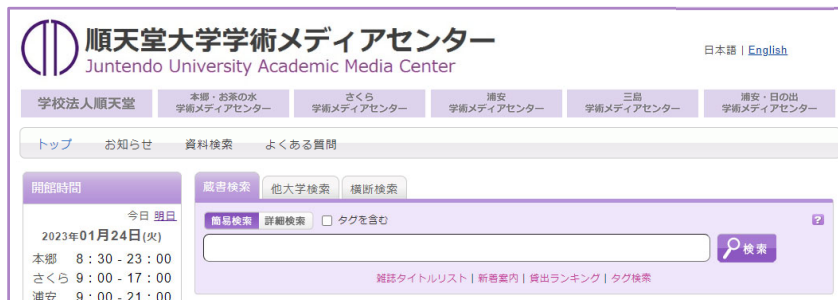 順天堂大学学術メディアセンター
Juntendo University Academic Media Center
日本語 | English
学校法人順天堂
本郷・お茶の水
学術メディアセンター
さくら
学術メディアセンター
浦安
学術メディアセンター
三島
学術メディアセンター
浦安・日の出
学術メディアセンター
トップ お知らせ 資料検索 よくある質問
開館時間
今日 明日
2023年01月24日(火)
本郷 8:30 - 23:00
さくら 9:00 - 17:00
浦安 9:00 - 21:00
蔵書検索 他大学検索 横断検索
簡易検索 詳細検索 タグを含む ?
検索
雑誌タイトルリスト | 新着案内 | 貸出ランキング | タグ検索